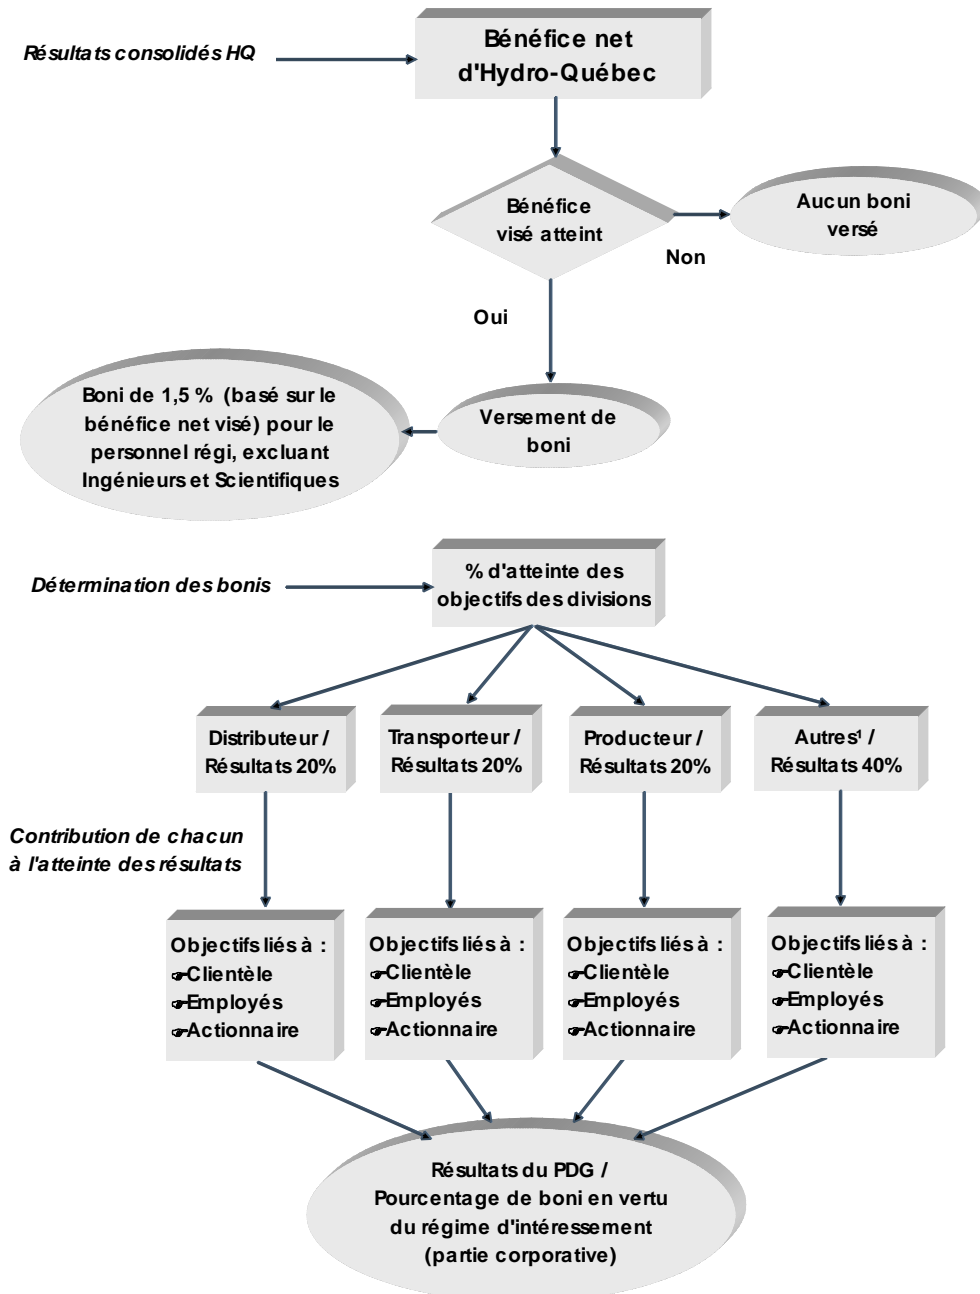 Résultats consolidés HQ
Bénéfice net
d'Hydro-Québec
Bénéfice
visé atteint
Aucun boni
versé
Non
Oui
Boni de 1,5 % (basé sur le
bénéfice net visé) pour le
personnel régi, excluant
Ingénieurs et Scientifiques
Versement de
boni
Détermination des bonis
% d'atteinte des
objectifs des divisions
Distributeur /
Résultats 20%
Transporteur /
Résultats 20%
Producteur /
Résultats 20%
Autres¹ /
Résultats 40%
Contribution de chacun
à l'atteinte des résultats
Objectifs liés à :
☞Clientèle
☞Employés
☞Actionnaire
Objectifs liés à :
☞Clientèle
☞Employés
☞Actionnaire
Objectifs liés à :
☞Clientèle
☞Employés
☞Actionnaire
Objectifs liés à :
☞Clientèle
☞Employés
☞Actionnaire
Résultats du PDG /
Pourcentage de boni en vertu
du régime d'intéressement
(partie corporative)